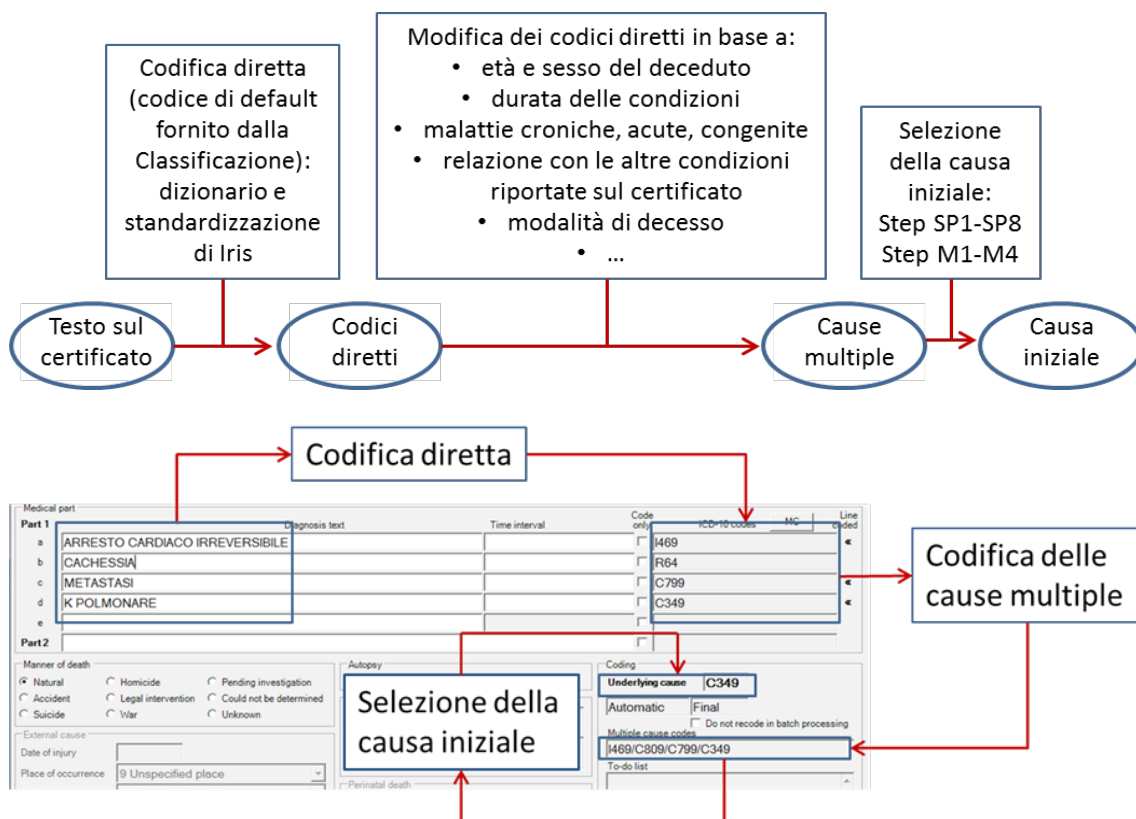 Codifica diretta
(codice di default
fornito dalla
Classificazione):
dizionario e
standardizzazione
di Iris
Modifica dei codici diretti in base a:
• età e sesso del deceduto
• durata delle condizioni
• malattie croniche, acute, congenite
• relazione con le altre condizioni
riportate sul certificato
• modalità di decesso
• ...
Selezione
della causa
iniziale:
Step SP1-SP8
Step M1-M4
Testo sul
certificato
Codici
diretti
Cause
multiple
Causa
iniziale
Codifica diretta
Medical part
Part 1
Diagnosis text
Time interval
Code
only
ICD-10 codes
MC
Line
coded
a ARRESTO CARDIACO IRREVERSIBILE I469
b CACHESSIA R64
c METASTASI C799
d K POLMONARE C349
e
Part2
Codifica delle
cause multiple
Manner of death
Natural Homicide Pending investigation
Accident Legal intervention Could not be determined
Suicide War Unknown
External cause
Date of injury
Place of occurrence 9 Unspecified place
Autopsy
Selezione della
causa iniziale
Perinatal death
Coding
Underlying cause C349
Automatic Final
Do not recode in batch processing
Multiple cause codes
I469/C809/C799/C349
To-do list